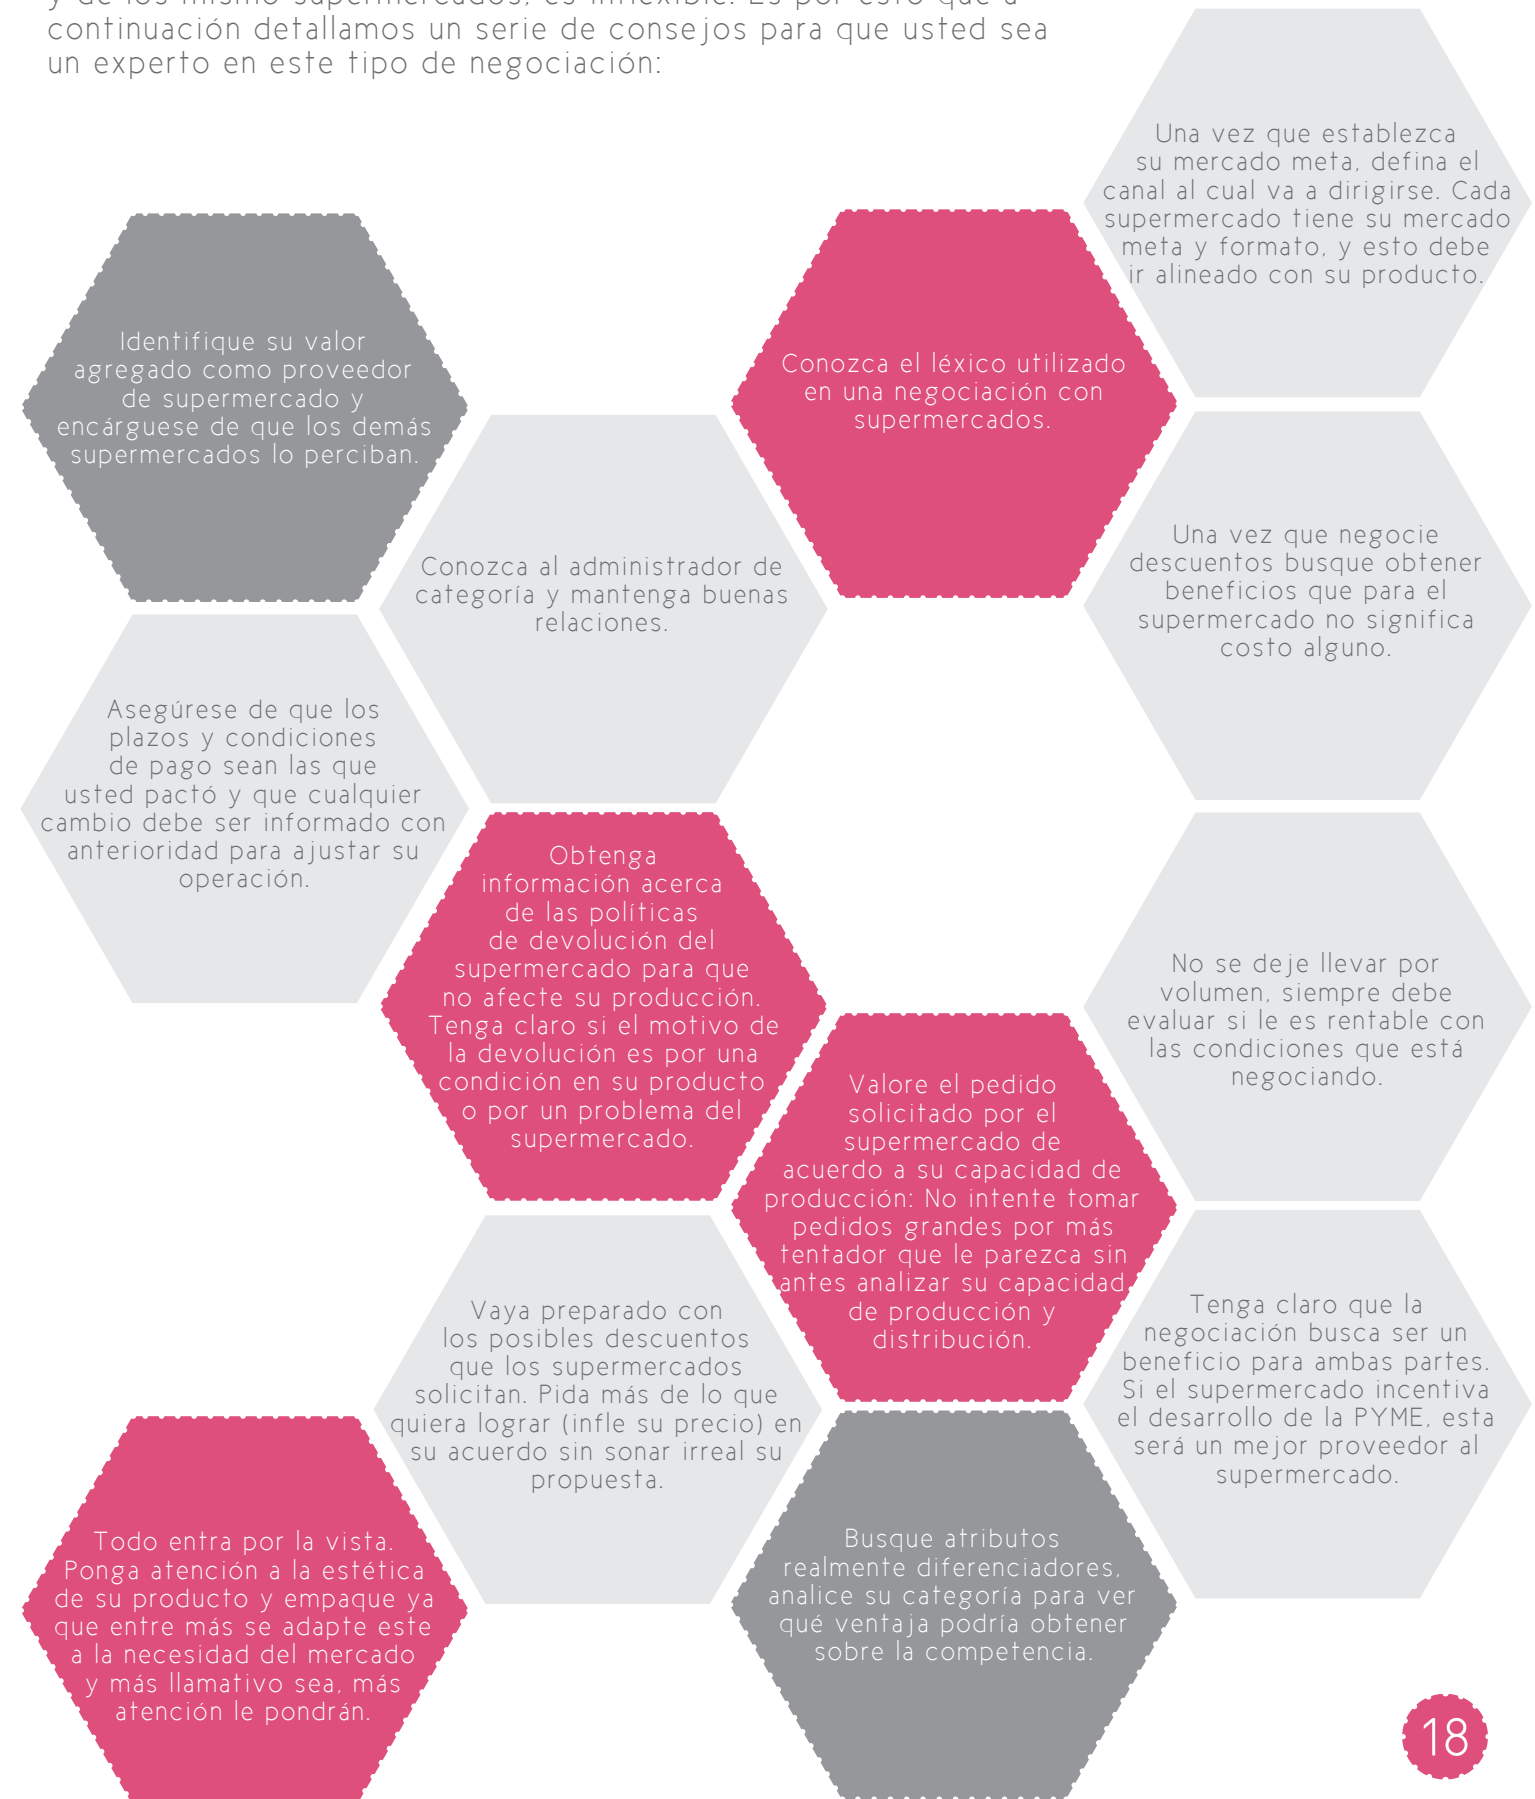 y de los mismo supermercados, es inflexible. Es por esto que a
continuación detallamos un serie de consejos para que usted sea
un experto en este tipo de negociación:
Una vez que establezca
su mercado meta, defina el
canal al cual va a dirigirse. Cada
supermercado tiene su mercado
meta y formato, y esto debe
ir alineado con su producto.
Identifique su valor
agregado como proveedor
de supermercado y
encárguese de que los demás
supermercados lo perciban.
Conozca el léxico utilizado
en una negociación con
supermercados.
Conozca al administrador de
categoría y mantenga buenas
relaciones.
Una vez que negocie
descuentos busque obtener
beneficios que para el
supermercado no significa
costo alguno.
Asegúrese de que los
plazos y condiciones
de pago sean las que
usted pactó y que cualquier
cambio debe ser informado con
anterioridad para ajustar su
operación.
Obtenga
información acerca
de las políticas
de devolución del
supermercado para que
no afecte su producción.
Tenga claro si el motivo de
la devolución es por una
condición en su producto
o por un problema del
supermercado.
No se deje llevar por
volumen, siempre debe
evaluar si le es rentable con
las condiciones que está
negociando.
Valore el pedido
solicitado por el
supermercado de
acuerdo a su capacidad de
producción: No intente tomar
pedidos grandes por más
tentador que le parezca sin
antes analizar su capacidad
de producción y
distribución.
Vaya preparado con
los posibles descuentos
que los supermercados
solicitan. Pida más de lo que
quiera lograr (infle su precio) en
su acuerdo sin sonar irreal su
propuesta.
Tenga claro que la
negociación busca ser un
beneficio para ambas partes.
Si el supermercado incentiva
el desarrollo de la PYME, esta
será un mejor proveedor al
supermercado.
Todo entra por la vista.
Ponga atención a la estética
de su producto y empaque ya
que entre más se adapte este
a la necesidad del mercado
y más llamativo sea, más
atención le pondrán.
Busque atributos
realmente diferenciadores,
analice su categoría para ver
qué ventaja podría obtener
sobre la competencia.
18